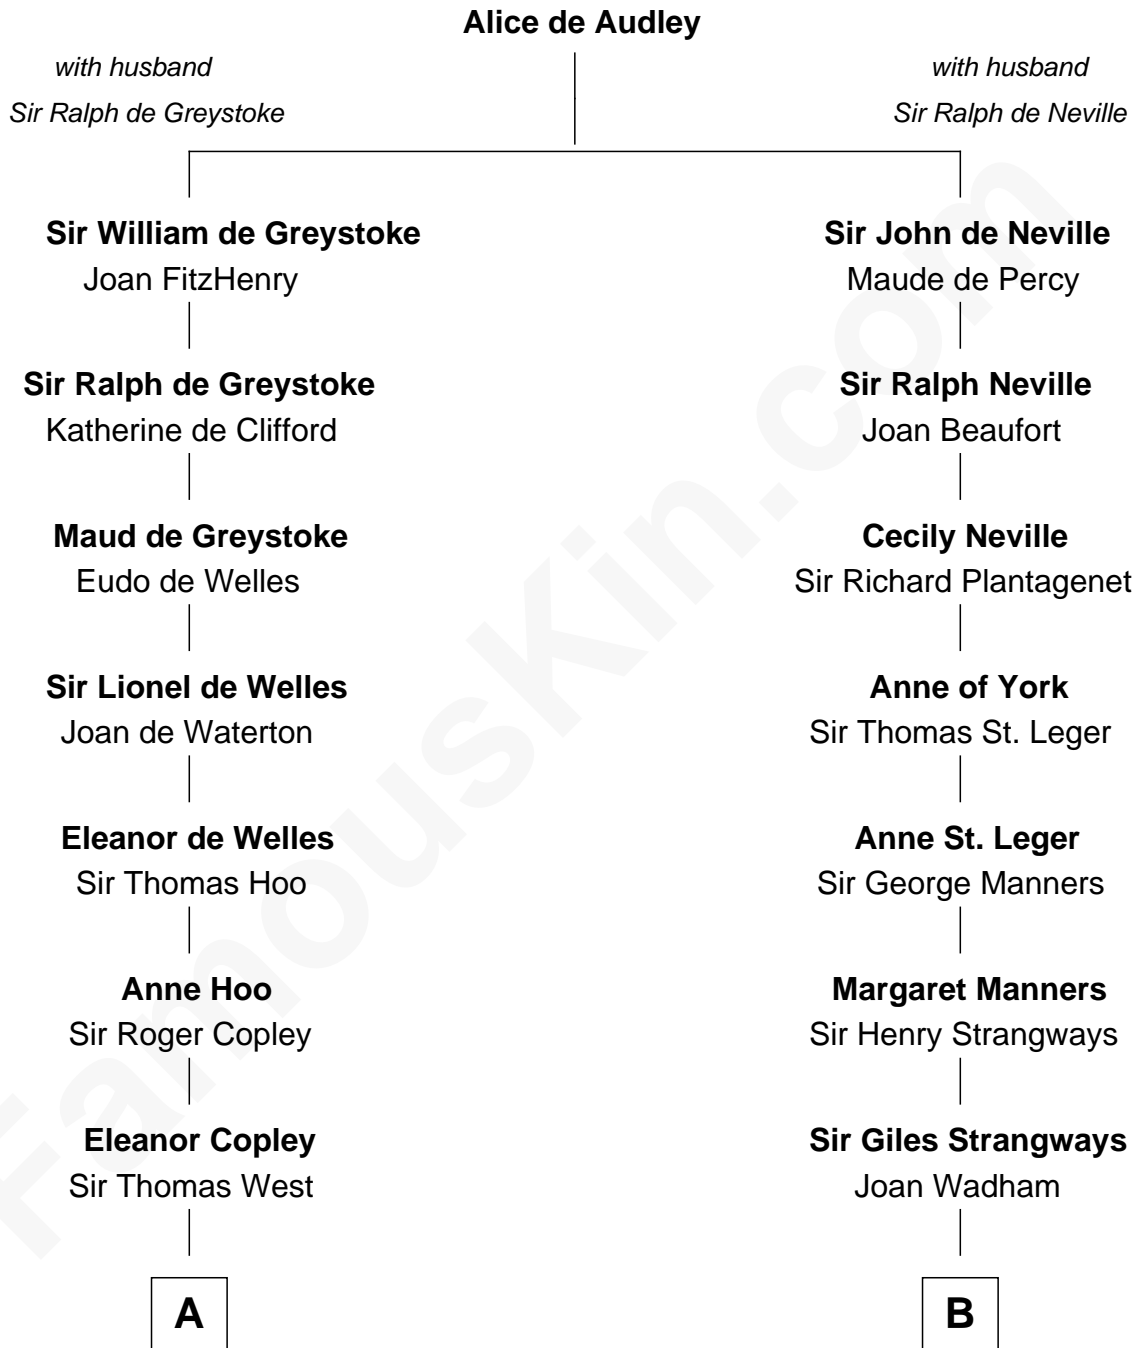 Alice de Audley
with husband
Sir Ralph de Greystoke
with husband
Sir Ralph de Neville
Sir William de Greystoke
Joan FitzHenry
Sir John de Neville
Maude de Percy
Sir Ralph de Greystoke
Katherine de Clifford
Sir Ralph Neville
Joan Beaufort
Maud de Greystoke
Eudo de Welles
Cecily Neville
Sir Richard Plantagenet
Sir Lionel de Welles
Joan de Waterton
Anne of York
Sir Thomas St. Leger
Eleanor de Welles
Sir Thomas Hoo
Anne St. Leger
Sir George Manners
Anne Hoo
Sir Roger Copley
Margaret Manners
Sir Henry Strangways
Eleanor Copley
Sir Thomas West
Sir Giles Strangways
Joan Wadham
A
B
FamousKin.com